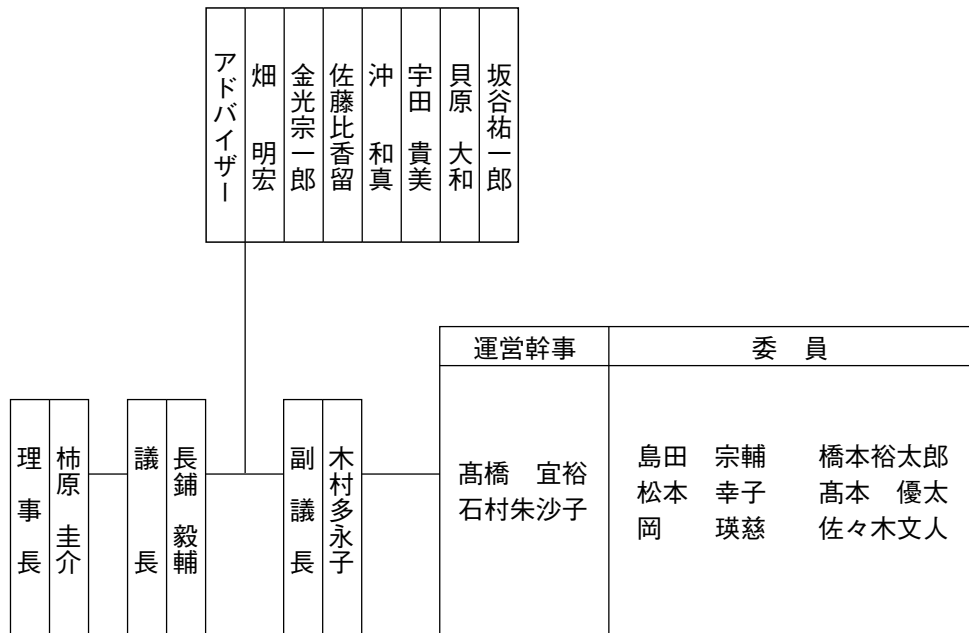 アドバイザー
畑　明宏
金光宗一郎
佐藤比香留
沖　和真
宇田　貴美
貝原　大和
坂谷祐一郎
理事長
柿原　圭介
議長
長鋪　毅輔
副議長
木村多永子
運営幹事
髙橋　宜裕
石村朱沙子
委　員
島田　宗輔　橋本裕太郎
松本　幸子　髙本　優太
岡　瑛慈　佐々木文人